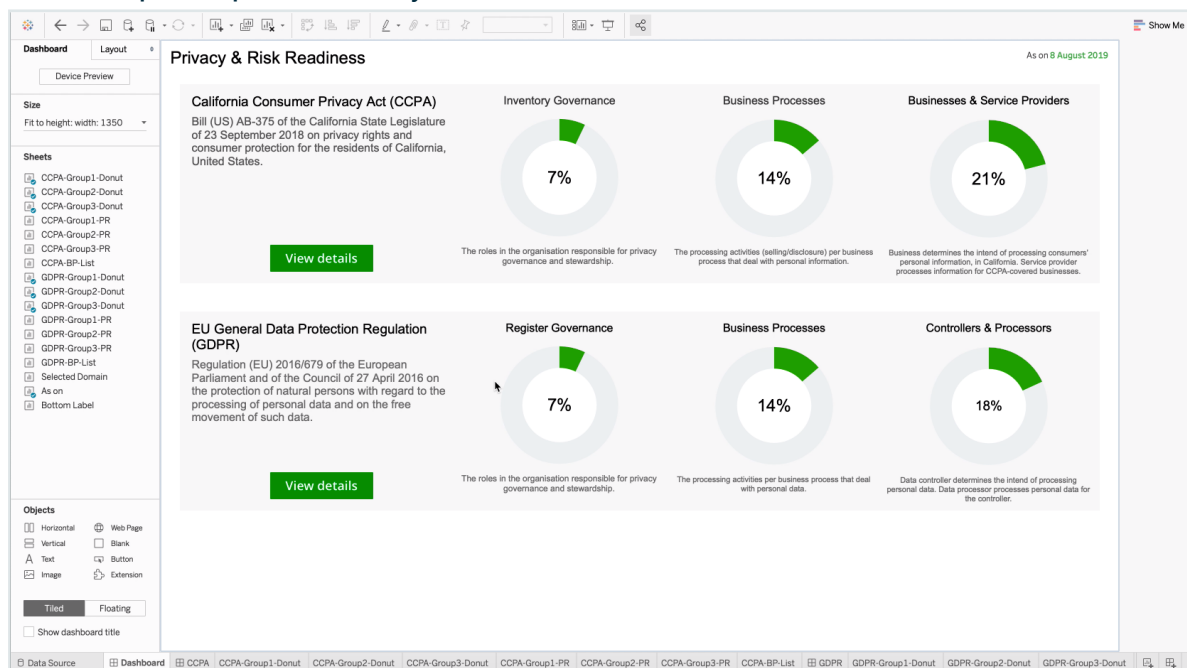 Show Me
Dashboard
Layout
Device Preview
Size
Fit to height: width: 1350
Sheets
CCPA-Group1-Donut
CCPA-Group2-Donut
CCPA-Group3-Donut
CCPA-Group1-PR
CCPA-Group2-PR
CCPA-Group3-PR
CCPA-BP-List
GDPR-Group1-Donut
GDPR-Group2-Donut
GDPR-Group3-Donut
GDPR-Group1-PR
GDPR-Group2-PR
GDPR-Group3-PR
GDPR-BP-List
Selected Domain
As on
Bottom Label
Objects
Horizontal
Web Page
Vertical
Blank
Text
Button
Image
Extension
Tiled
Floating
Show dashboard title
Privacy & Risk Readiness
As on 8 August 2019
California Consumer Privacy Act (CCPA)
Bill (US) AB-375 of the California State Legislature
of 23 September 2018 on privacy rights and
consumer protection for the residents of California,
United States.
View details
Inventory Governance
7%
The roles in the organisation responsible for privacy
governance and stewardship.
Business Processes
14%
The processing activities (selling/disclosure) per business
process that deal with personal information.
Businesses & Service Providers
21%
Business determines the intend of processing consumers'
personal information, in California. Service provider
processes information for CCPA-covered businesses.
EU General Data Protection Regulation
(GDPR)
Regulation (EU) 2016/679 of the European
Parliament and of the Council of 27 April 2016 on
the protection of natural persons with regard to the
processing of personal data and on the free
movement of such data.
View details
Register Governance
7%
The roles in the organisation responsible for privacy
governance and stewardship.
Business Processes
14%
The processing activities per business process that deal
with personal data.
Controllers & Processors
18%
Data controller determines the intend of processing
personal data. Data processor processes personal data for
the controller.
Data Source
Dashboard
CCPA
CCPA-Group1-Donut
CCPA-Group2-Donut
CCPA-Group3-Donut
CCPA-Group1-PR
CCPA-Group2-PR
CCPA-Group3-PR
CCPA-BP-List
GDPR
GDPR-Group1-Donut
GDPR-Group2-Donut
GDPR-Group3-Donut